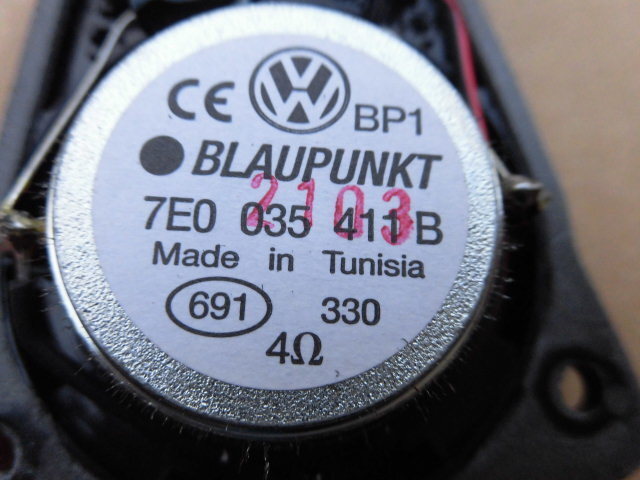 CE BP1
BLAUPUNKT
2103
7E0 035 411 B
Made in Tunisia
691 330
4Ω